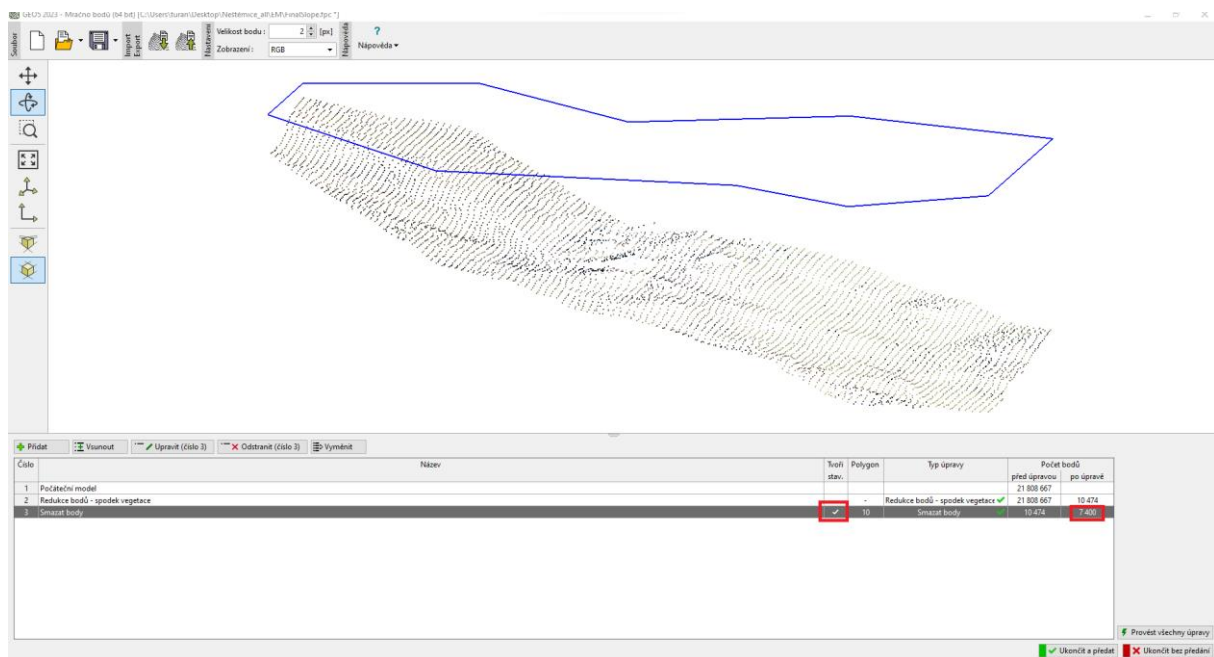 GEO5 2023 - Mračno bodů (64 bit) [C:\Users\turan\Desktop\Netřemice_all\EM\FinalSlope.fpc *]
Soubor
Import
Export
Nastavení
Velikost bodu :
2
[px]
Zobrazení :
RGB
Nápověda
?
Nápověda
Přidat
Vsunout
Upravit (číslo 3)
Odstranit (číslo 3)
Vyměnit
Číslo
Název
Tvoří stav.
Polygon
Typ úpravy
Počet bodů
před úpravou
po úpravě
1 Počáteční model 21 808 667
2 Redukce bodů - spodek vegetace - Redukce bodů - spodek vegetace 21 808 667 10 474
3 Smazat body 10 Smazat body 10 474 7 400
Provést všechny úpravy
Ukončit a předat
Ukončit bez předání